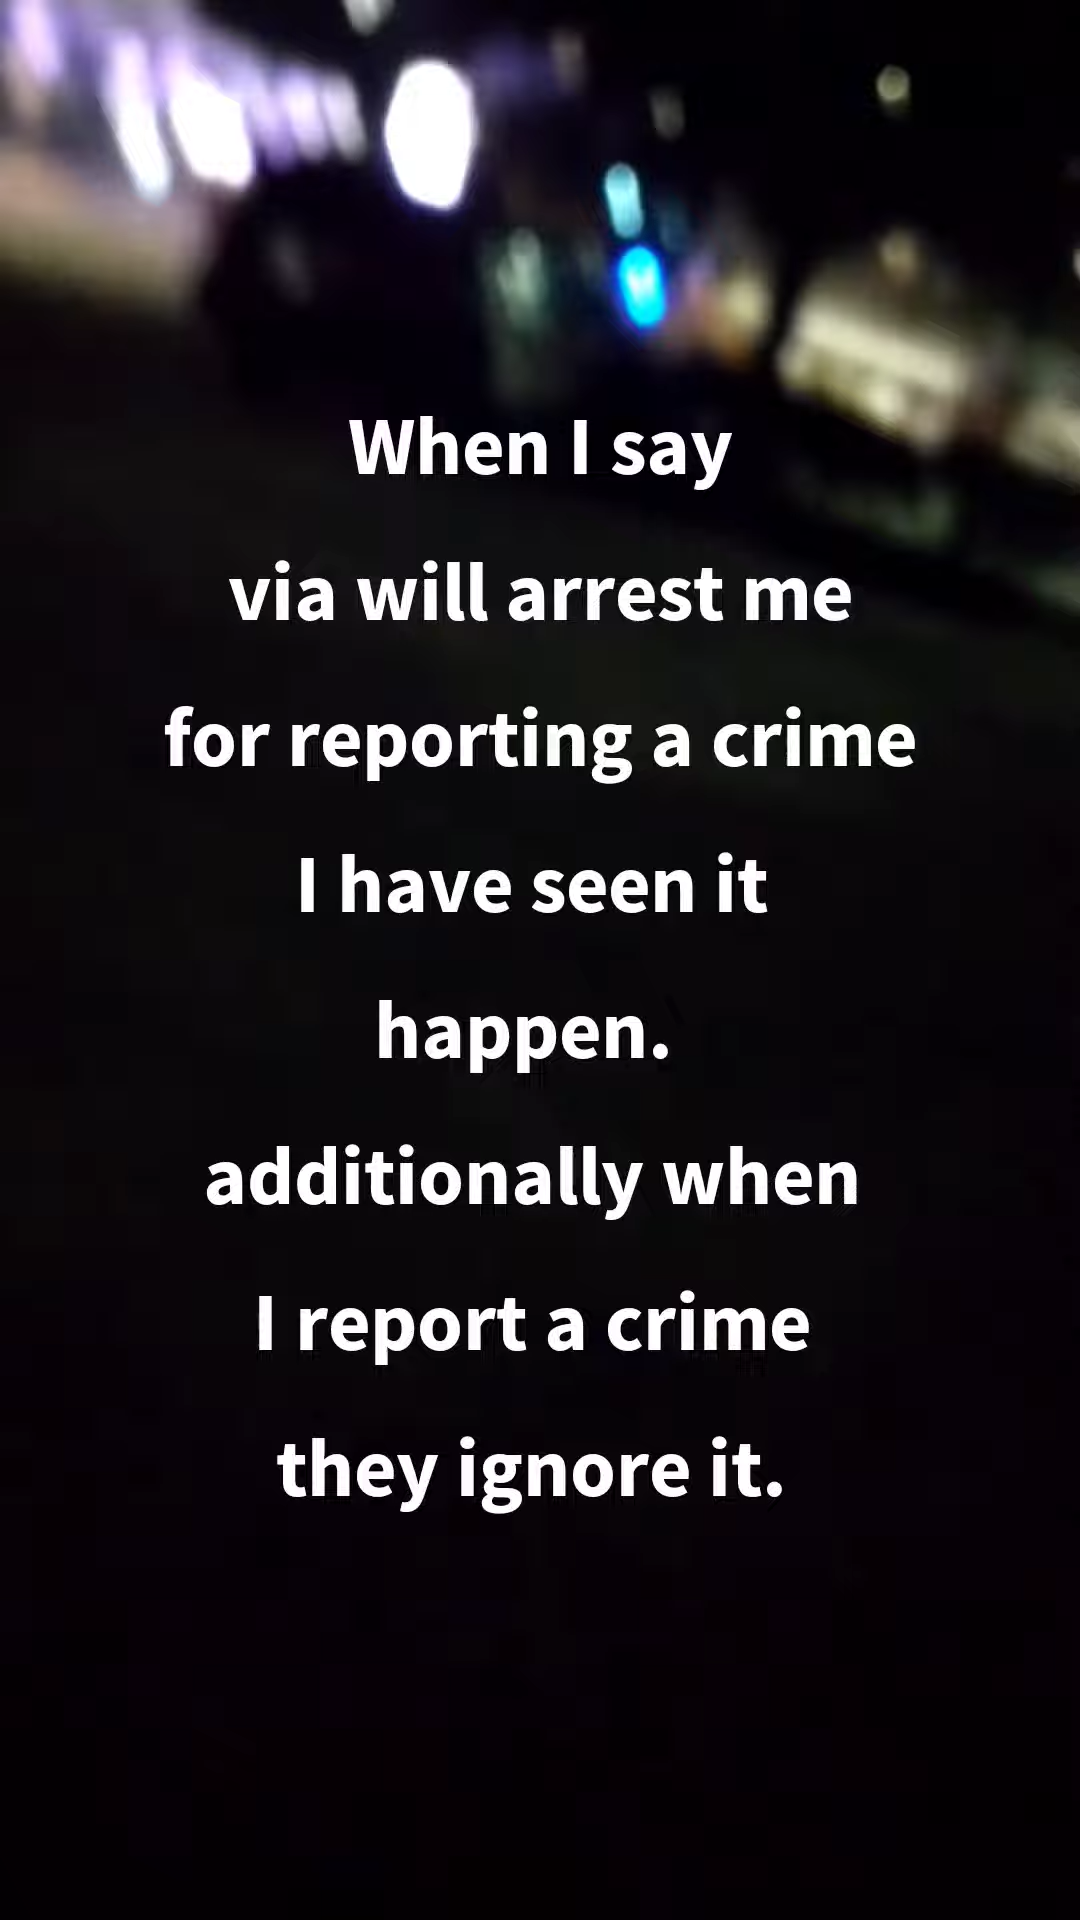 When I say
via will arrest me
for reporting a crime
I have seen it
happen.
additionally when
I report a crime
they ignore it.